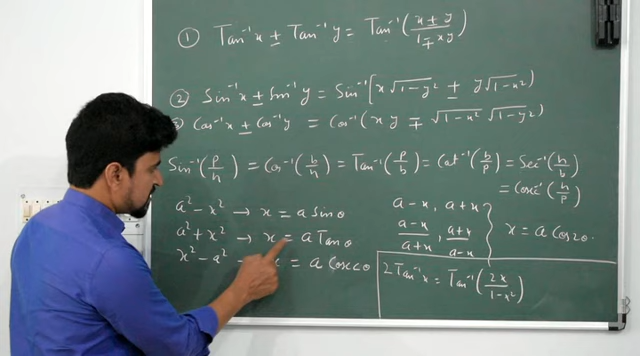 ① Tan⁻¹x ± Tan⁻¹y = Tan⁻¹(x ± y / 1 ∓ xy)
② Sin⁻¹x ± Sin⁻¹y = Sin⁻¹[x√1-y² ± y√1-x²)
Cos⁻¹x ± Cos⁻¹y = Cos⁻¹(xy ∓ √1-x² √1-y²)
Sin⁻¹(p/h) = Cos⁻¹(b/h) = Tan⁻¹(p/b) = Cot⁻¹(b/p) = Sec⁻¹(h/b)
= Cosec⁻¹(h/p)
a² - x² → x = a Sinθ
a² + x² → x = a Tanθ
x² - a² = a Cosecθ
a - x, a + x
a-x/a+x, a+x/a-x
x = a Cos2θ.
2Tan⁻¹x = Tan⁻¹(2x/1-x²)